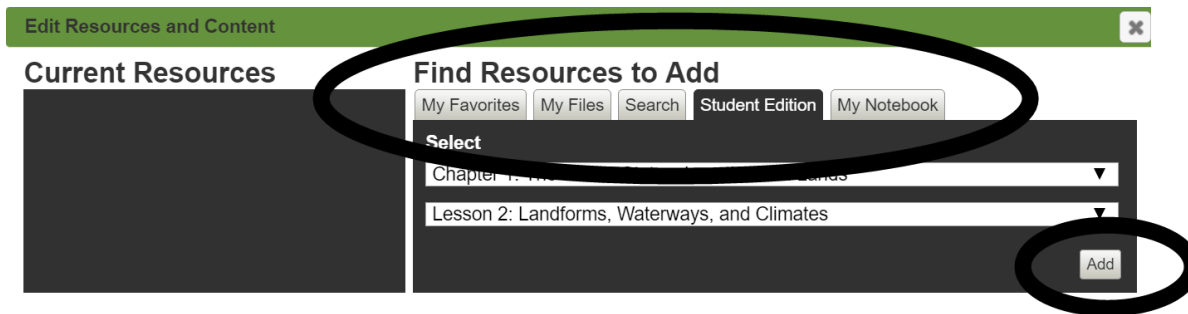 Edit Resources and Content
Current Resources
Find Resources to Add
My Favorites My Files Search Student Edition My Notebook
Select
Chapter 1: The
Lesson 2: Landforms, Waterways, and Climates
Add